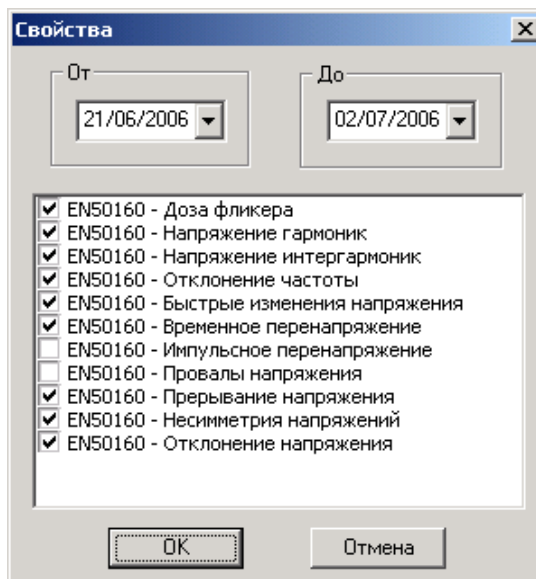 Свойства
От
До
21/06/2006
02/07/2006
EN50160 - Доза фликера
EN50160 - Напряжение гармоник
EN50160 - Напряжение интергармоник
EN50160 - Отклонение частоты
EN50160 - Быстрые изменения напряжения
EN50160 - Временное перенапряжение
EN50160 - Импульсное перенапряжение
EN50160 - Провалы напряжения
EN50160 - Прерывание напряжения
EN50160 - Несимметрия напряжений
EN50160 - Отклонение напряжения
OK
Отмена